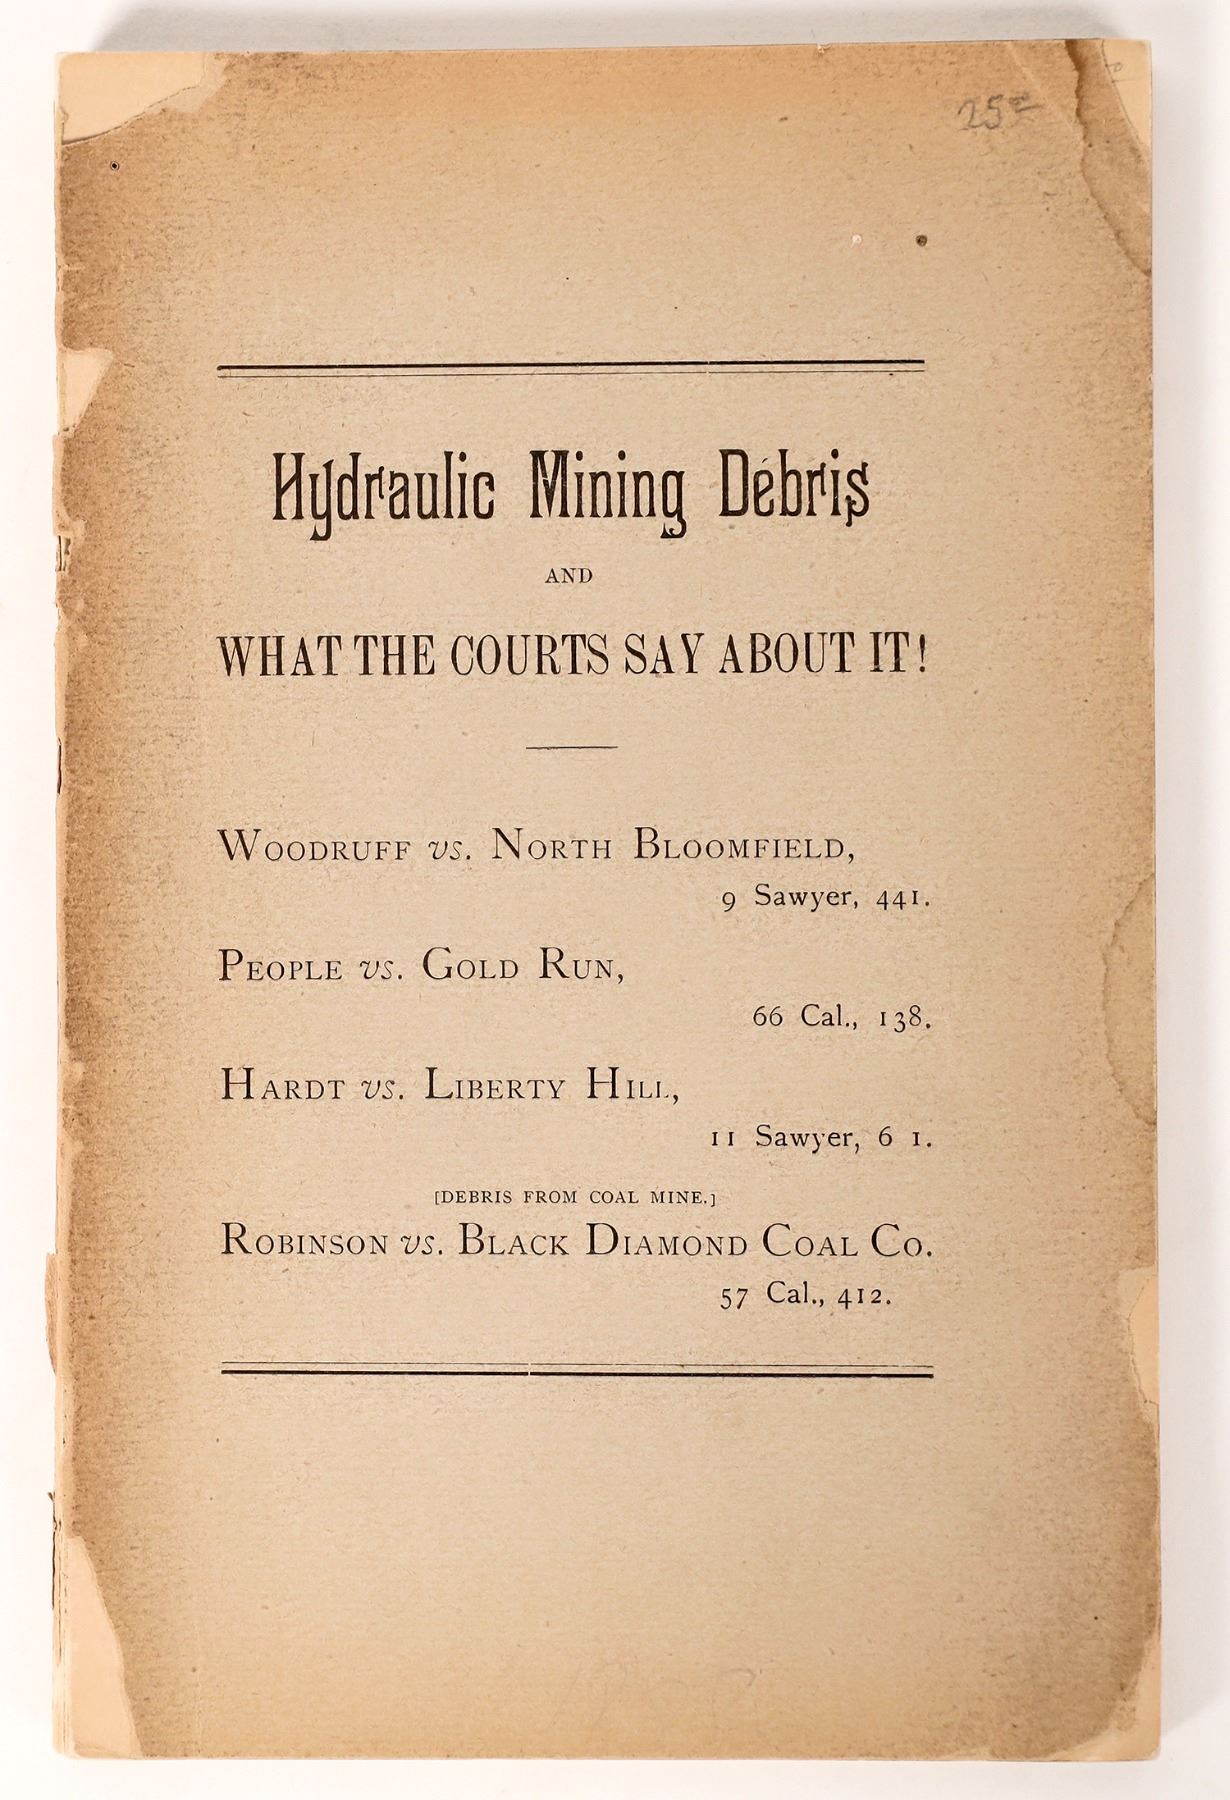 25=
Hydraulic Mining Débris
AND
WHAT THE COURTS SAY ABOUT IT!
WOODRUFF vs. NORTH BLOOMFIELD,
9 Sawyer, 441.
PEOPLE vs. GOLD RUN,
66 Cal., 138.
HARDT vs. LIBERTY HILL,
11 Sawyer, 6 1.
[DEBRIS FROM COAL MINE.]
ROBINSON vs. BLACK DIAMOND COAL CO.
57 Cal., 412.